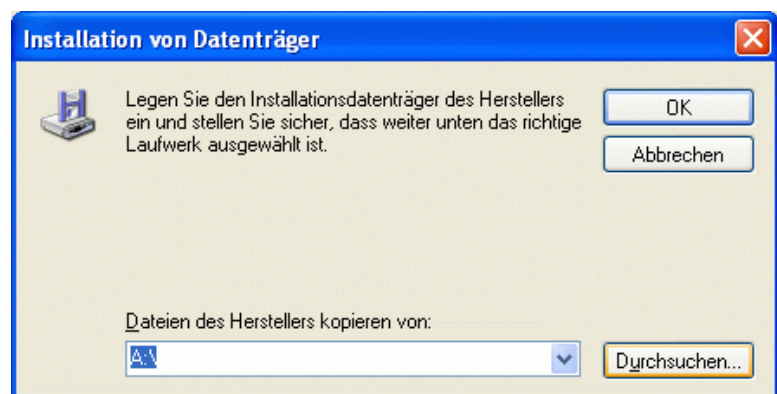 Installation von Datenträger
Legen Sie den Installationsdatenträger des Herstellers
ein und stellen Sie sicher, dass weiter unten das richtige
Laufwerk ausgewählt ist.
OK
Abbrechen
Dateien des Herstellers kopieren von:
A:\
Durchsuchen...